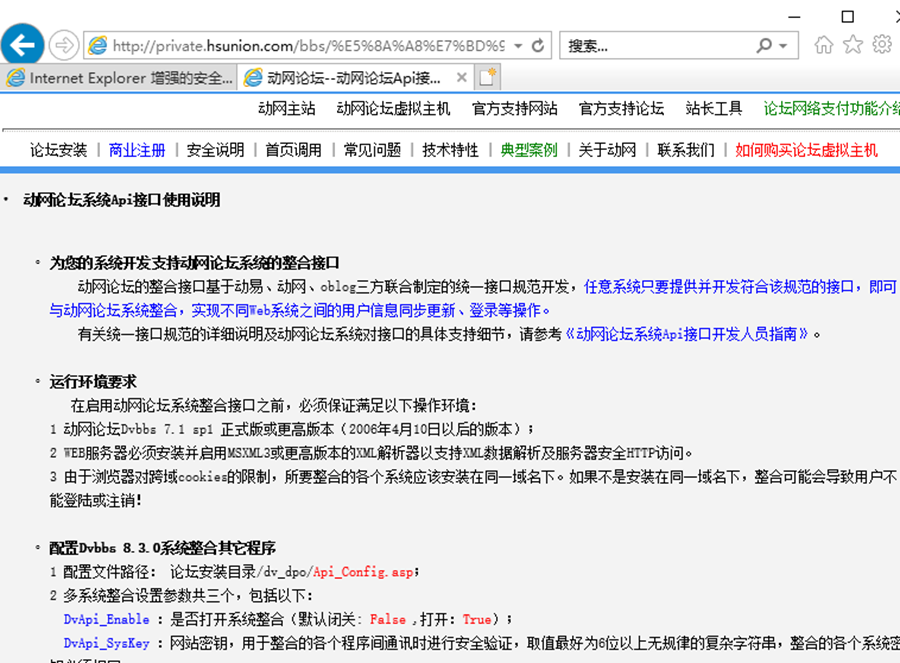 http://private.hsunion.com/bbs/%E5%8A%A8%E7%BD%9
搜索...
Internet Explorer 增强的安全...
动网论坛--动网论坛Api接...
动网主站 动网论坛虚拟主机 官方支持网站 官方支持论坛 站长工具 论坛网络支付功能介绍
论坛安装 | 商业注册 | 安全说明 | 首页调用 | 常见问题 | 技术特性 | 典型案例 | 关于动网 | 联系我们 | 如何购买论坛虚拟主机
· 动网论坛系统Api接口使用说明
为您的系统开发支持动网论坛系统的整合接口
动网论坛的整合接口基于动易、动网、oblog三方联合制定的统一接口规范开发，任意系统只要提供并开发符合该规范的接口，即可
与动网论坛系统整合，实现不同Web系统之间的用户信息同步更新、登录等操作。
有关统一接口规范的详细说明及动网论坛系统对接口的具体支持细节，请参考《动网论坛系统Api接口开发人员指南》。
运行环境要求
在启用动网论坛系统整合接口之前，必须保证满足以下操作环境：
1 动网论坛Dvbbs 7.1 sp1 正式版或更高版本（2006年4月10日以后的版本）；
2 WEB服务器必须安装并启用MSXML3或更高版本的XML解析器以支持XML数据解析及服务器安全HTTP访问。
3 由于浏览器对跨域cookies的限制，所要整合的各个系统应该安装在同一域名下。如果不是安装在同一域名下，整合可能会导致用户不
能登陆或注销！
配置Dvbbs 8.3.0系统整合其它程序
1 配置文件路径： 论坛安装目录/dv_dpo/Api_Config.asp；
2 多系统整合设置参数共三个，包括以下：
DvApi_Enable ：是否打开系统整合（默认闭关：False ,打开：True）；
DvApi_SysKey ：网站密钥，用于整合的各个程序间通讯时进行安全验证，取值最好为6位以上无规律的复杂字符串，整合的各个系统密